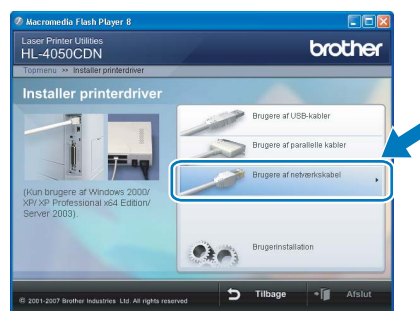 Macromedia Flash Player 8
Laser Printer Utilities
HL-4050CDN
brother
Topmenu >> Installer printerdriver
Installer printerdriver
Brugere af USB-kabler
Brugere af parallelle kabler
Brugere af netværkskabel
(Kun brugere af Windows 2000/
XP/ XP Professional x64 Edition/
Server 2003).
Brugerinstallation
© 2001-2007 Brother Industries Ltd. All rights reserved
Tilbage
Afslut